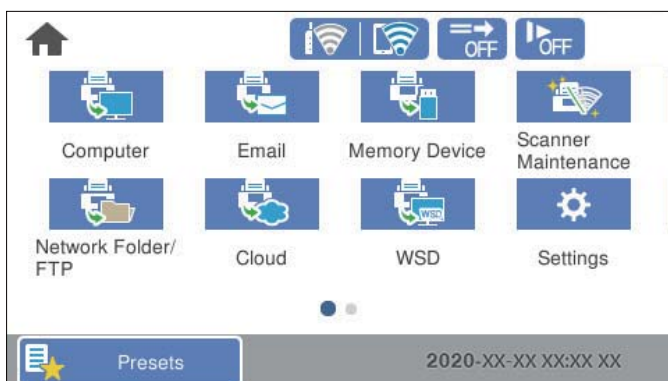 OFF
OFF
Computer
Email
Memory Device
Scanner
Maintenance
WSD
Network Folder/
FTP
Cloud
WSD
Settings
Presets
2020-XX-XX XX:XX XX